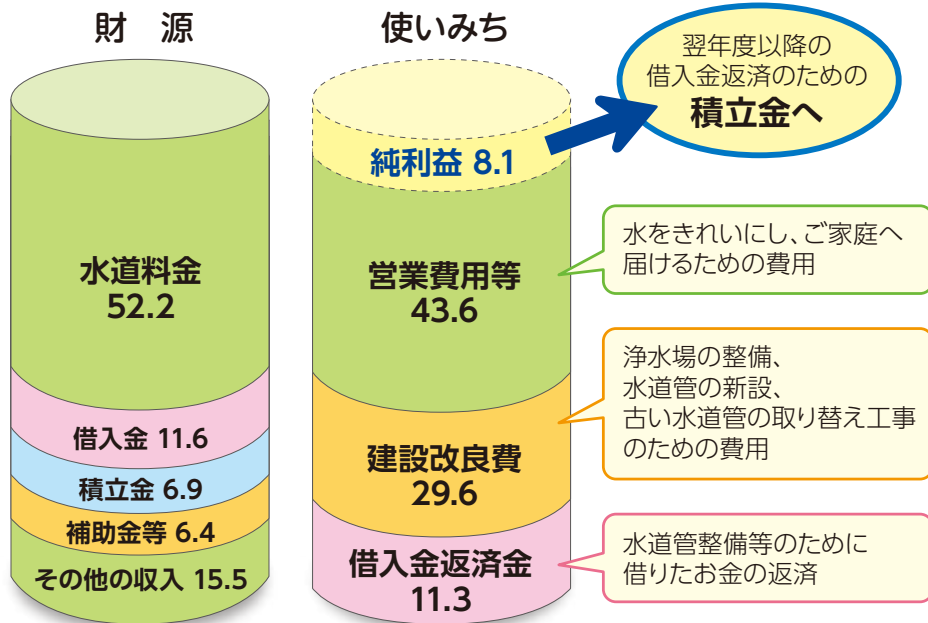 財　源
水道料金
52.2
借入金 11.6
積立金 6.9
補助金等 6.4
その他の収入 15.5
使いみち
純利益 8.1
営業費用等
43.6
建設改良費
29.6
借入金返済金
11.3
翌年度以降の
借入金返済のための
積立金へ
水をきれいにし、ご家庭へ
届けるための費用
浄水場の整備、
水道管の新設、
古い水道管の取り替え工事
のための費用
水道管整備等のために
借りたお金の返済